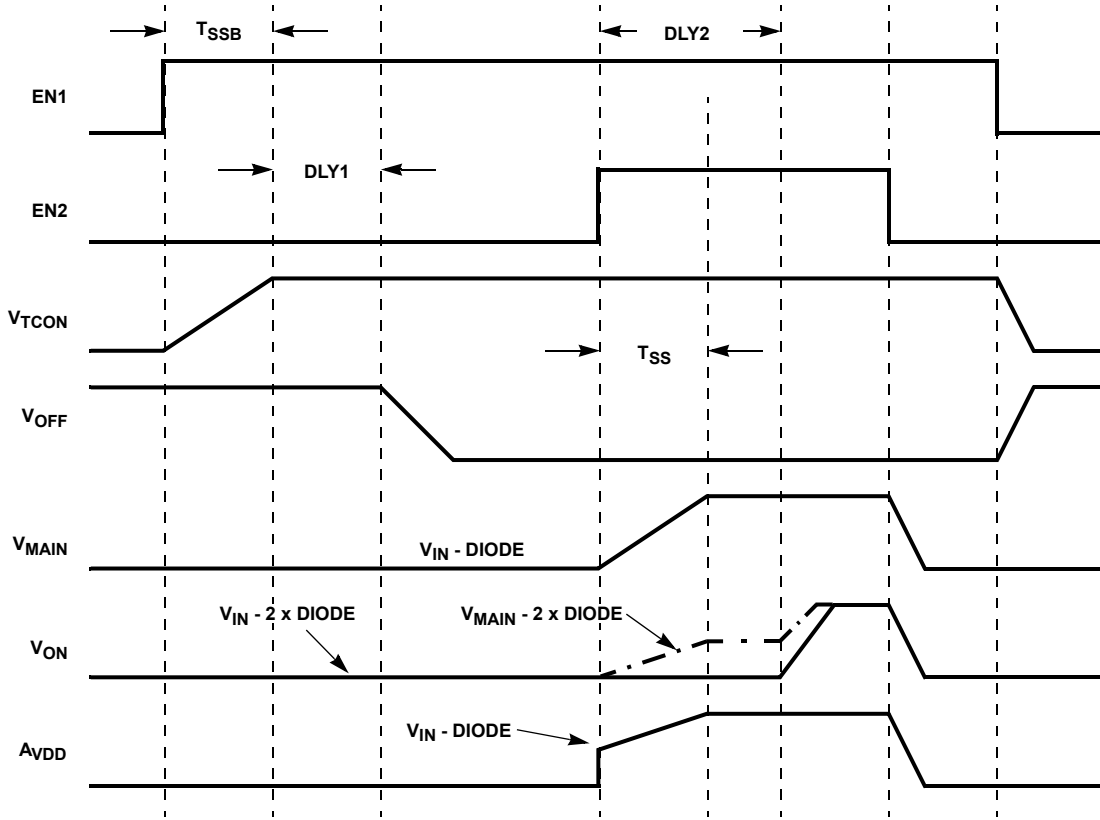 TSSB
DLY2
EN1
DLY1
EN2
VTCON
TSS
VOFF
VMAIN
VIN - DIODE
VIN - 2 x DIODE
VMAIN - 2 x DIODE
VON
VIN - DIODE
AVDD